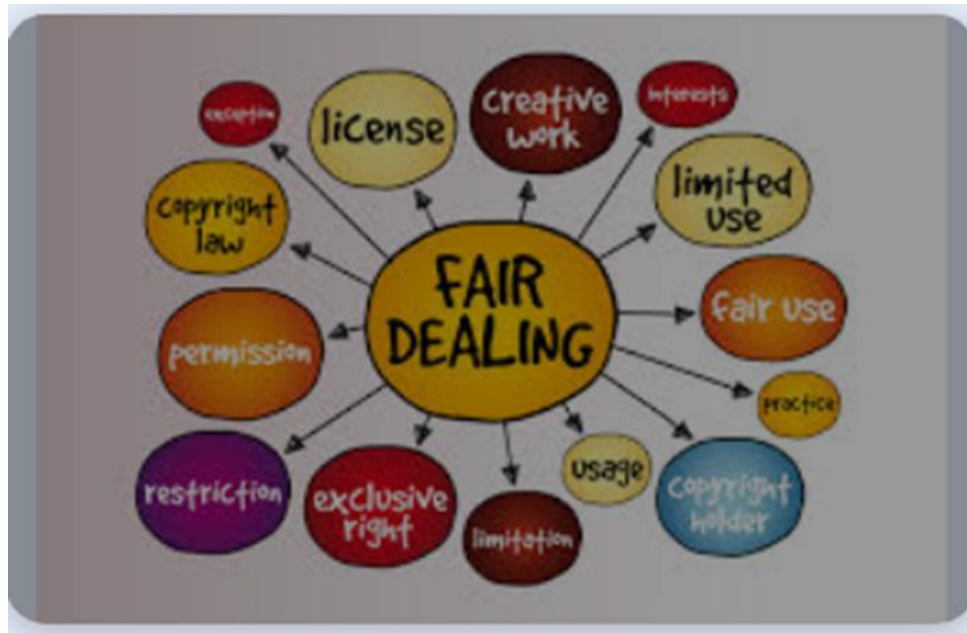 exception
license
creative
work
interests
copyright
law
limited
use
FAIR
DEALING
permission
fair use
practice
restriction
exclusive
right
limitation
usage
copyright
holder